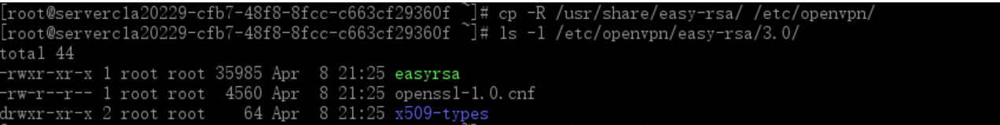 [root@serverc1a20229-cfb7-48f8-8fcc-c663cf29360f ~]# cp -R /usr/share/easy-rsa/ /etc/openvpn/
[root@serverc1a20229-cfb7-48f8-8fcc-c663cf29360f ~]# ls -l /etc/openvpn/easy-rsa/3.0/
total 44
-rwxr-xr-x 1 root root 35985 Apr  8 21:25 easyrsa
-rw-r--r-- 1 root root  4560 Apr  8 21:25 openssl-1.0.cnf
drwxr-xr-x 2 root root    64 Apr  8 21:25 x509-types